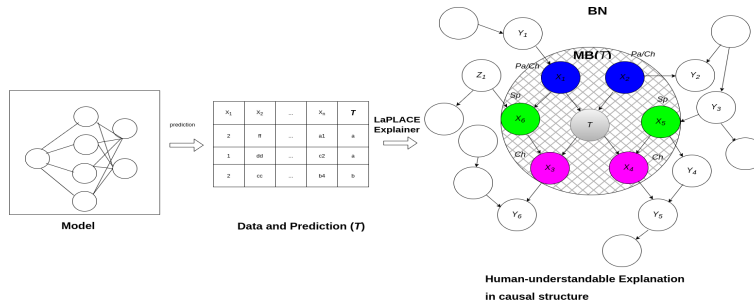 BN
MB(T)
Y1
Pa/Ch
Pa/Ch
X1
X2
Z1
Y2
Sp
Sp
Y3
X6
T
X5
Ch
Ch
X3
X4
Y4
Y6
Y5
prediction
LaPLACE
Explainer
X1 X2 ... Xn T
2 ff ... a1 a
1 dd ... c2 a
2 cc ... b4 b
Model
Data and Prediction (T)
Human-understandable Explanation
in causal structure